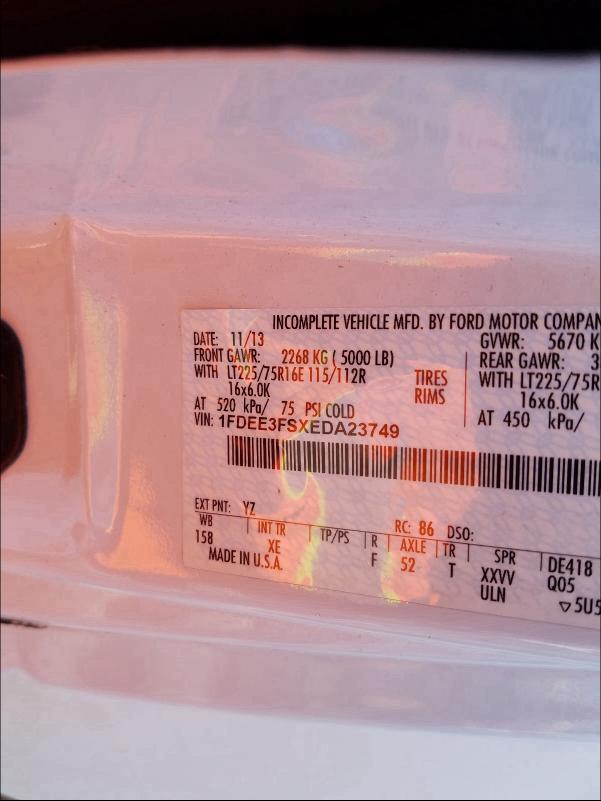 INCOMPLETE VEHICLE MFD. BY FORD MOTOR COMPAN
DATE: 11/13 GVWR: 5670 K
FRONT GAWR: 2268 KG ( 5000 LB) REAR GAWR: 3
WITH LT225/75R16E 115/112R TIRES WITH LT225/75R
16x6.0K RIMS 16x6.0K
AT 520 kPa/ 75 PSI COLD AT 450 kPa/
VIN: 1FDEE3FSXEDA23749
EXT PNT: YZ RC: 86 DSO:
WB INT TR TP/PS R AXLE TR SPR DE418
158 XE F 52 T XXVV Q05
MADE IN U.S.A. ULN ▽5U5